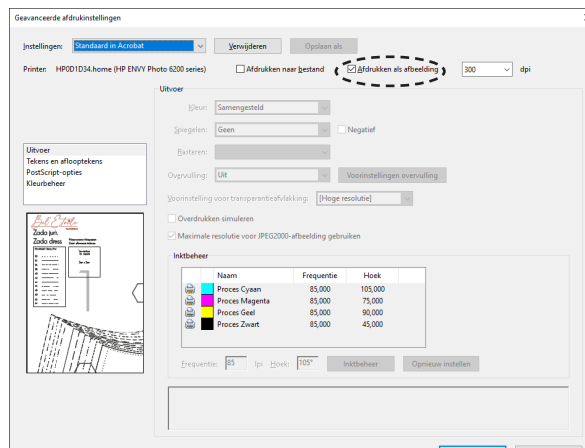 Geavanceerde afdrukinstellingen
Instellingen: Standaard in Acrobat Verwijderen Opslaan als
Printer: HP0D1D34.home (HP ENVY Photo 6200 series) Afdrukken naar bestand Afdrukken als afbeelding 300 dpi
Uitvoer
Kleur: Samengesteld
Spiegelen: Geen Negatief
Rasteren:
Overvulling: Uit Voorinstellingen overvulling
Voorinstelling voor transparantieafvlakking: [Hoge resolutie]
Overdrukken simuleren
Maximale resolutie voor JPEG2000-afbeelding gebruiken
Uitvoer
Tekens en aflooptekens
PostScript-opties
Kleurbeheer
Bel'Etoile
Zada jurk
Zada dress
Inktbeheer
Naam Frequentie Hoek
Proces Cyaan 85,000 105,000
Proces Magenta 85,000 75,000
Proces Geel 85,000 90,000
Proces Zwart 85,000 45,000
Frequentie: 85 lpi Hoek: 105° Inktbeheer Opnieuw instellen